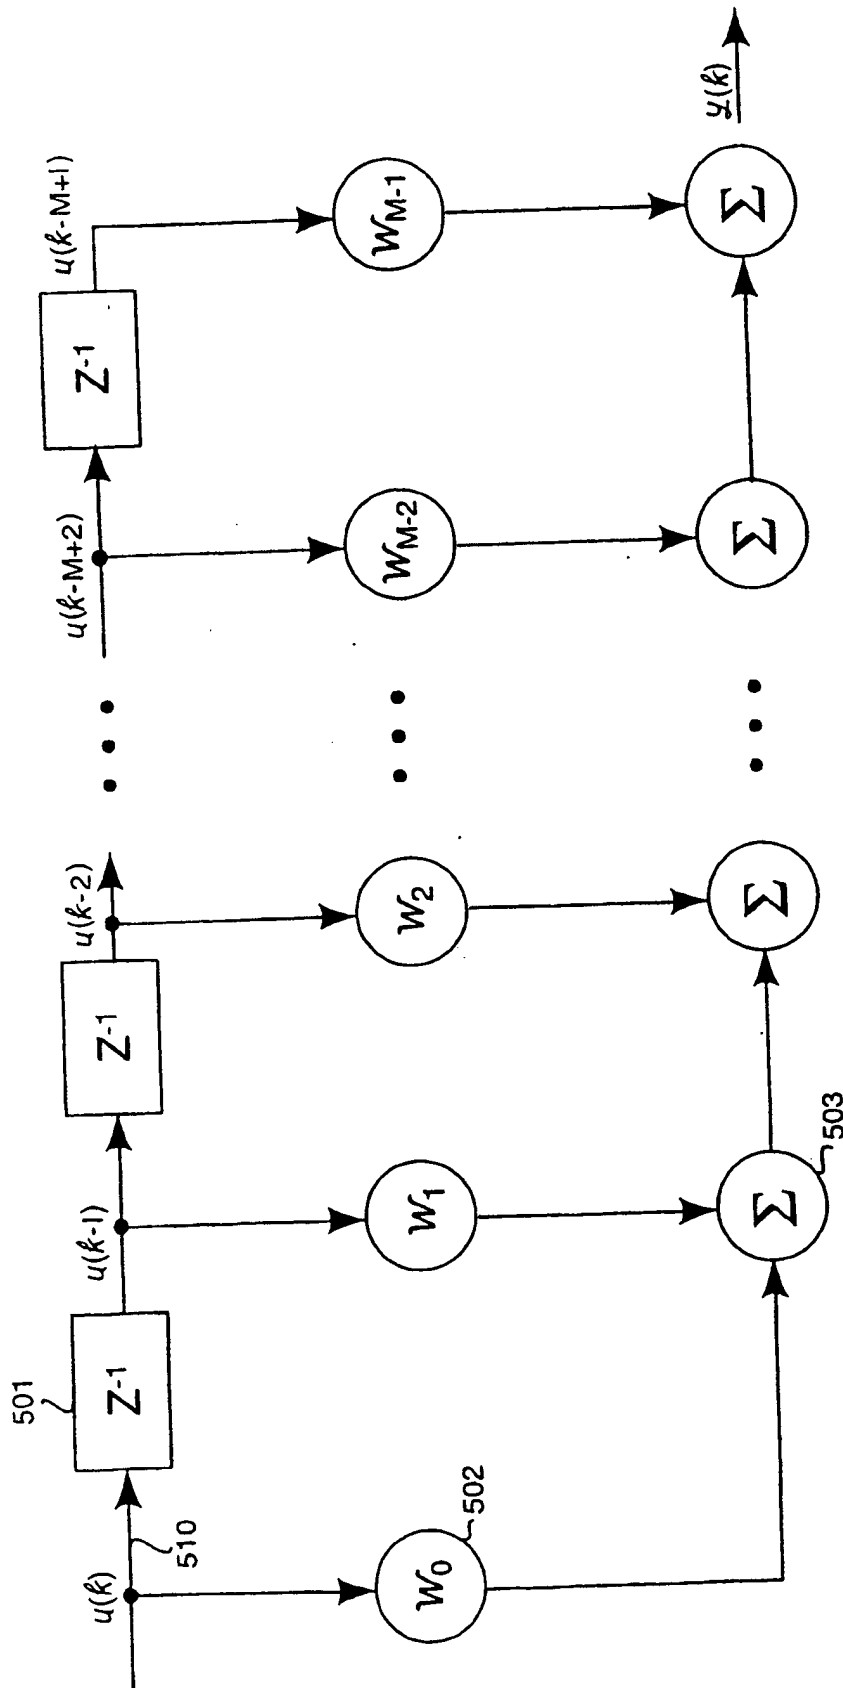 501
u(k)
510
Z-1
u(k-1)
Z-1
u(k-2)
u(k-M+2)
Z-1
u(k-M+1)
W0
502
W1
W2
WM-2
WM-1
Σ
503
Σ
Σ
Σ
y(k)